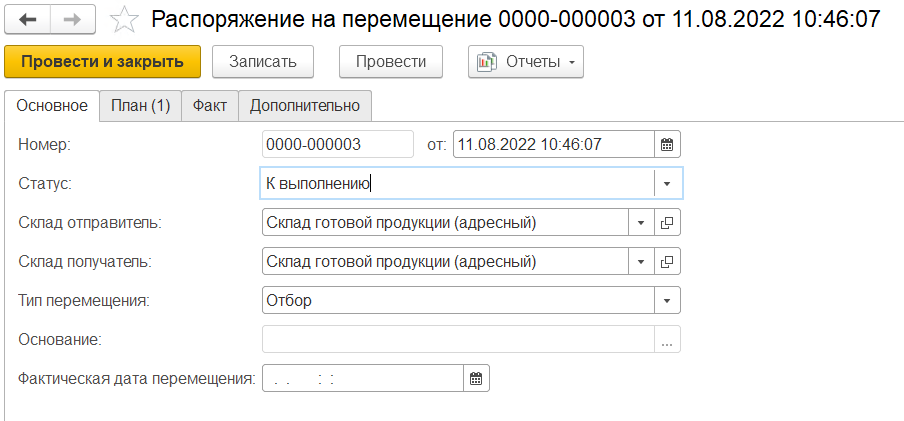 Распоряжение на перемещение 0000-000003 от 11.08.2022 10:46:07
Провести и закрыть Записать Провести Отчеты
Основное План (1) Факт Дополнительно
Номер: 0000-000003 от: 11.08.2022 10:46:07
Статус: К выполнению
Склад отправитель: Склад готовой продукции (адресный)
Склад получатель: Склад готовой продукции (адресный)
Тип перемещения: Отбор
Основание: ...
Фактическая дата перемещения: . . : :